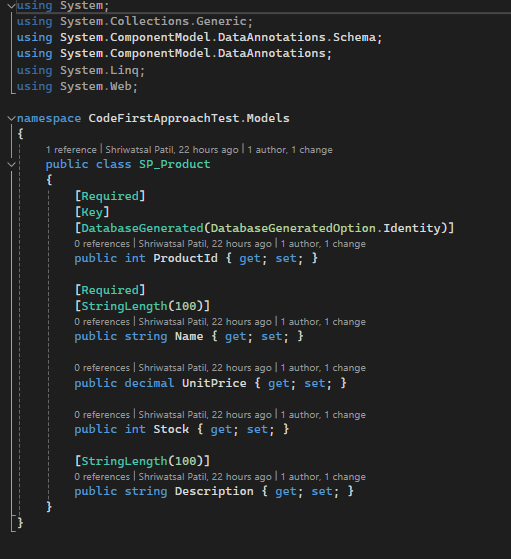 using System;
using System.Collections.Generic;
using System.ComponentModel.DataAnnotations.Schema;
using System.ComponentModel.DataAnnotations;
using System.Linq;
using System.Web;
namespace CodeFirstApproachTest.Models
{
1 reference | Shriwatsal Patil, 22 hours ago | 1 author, 1 change
public class SP_Product
{
[Required]
[Key]
[DatabaseGenerated(DatabaseGeneratedOption.Identity)]
0 references | Shriwatsal Patil, 22 hours ago | 1 author, 1 change
public int ProductId { get; set; }
[Required]
[StringLength(100)]
0 references | Shriwatsal Patil, 22 hours ago | 1 author, 1 change
public string Name { get; set; }
0 references | Shriwatsal Patil, 22 hours ago | 1 author, 1 change
public decimal UnitPrice { get; set; }
0 references | Shriwatsal Patil, 22 hours ago | 1 author, 1 change
public int Stock { get; set; }
[StringLength(100)]
0 references | Shriwatsal Patil, 22 hours ago | 1 author, 1 change
public string Description { get; set; }
}
}